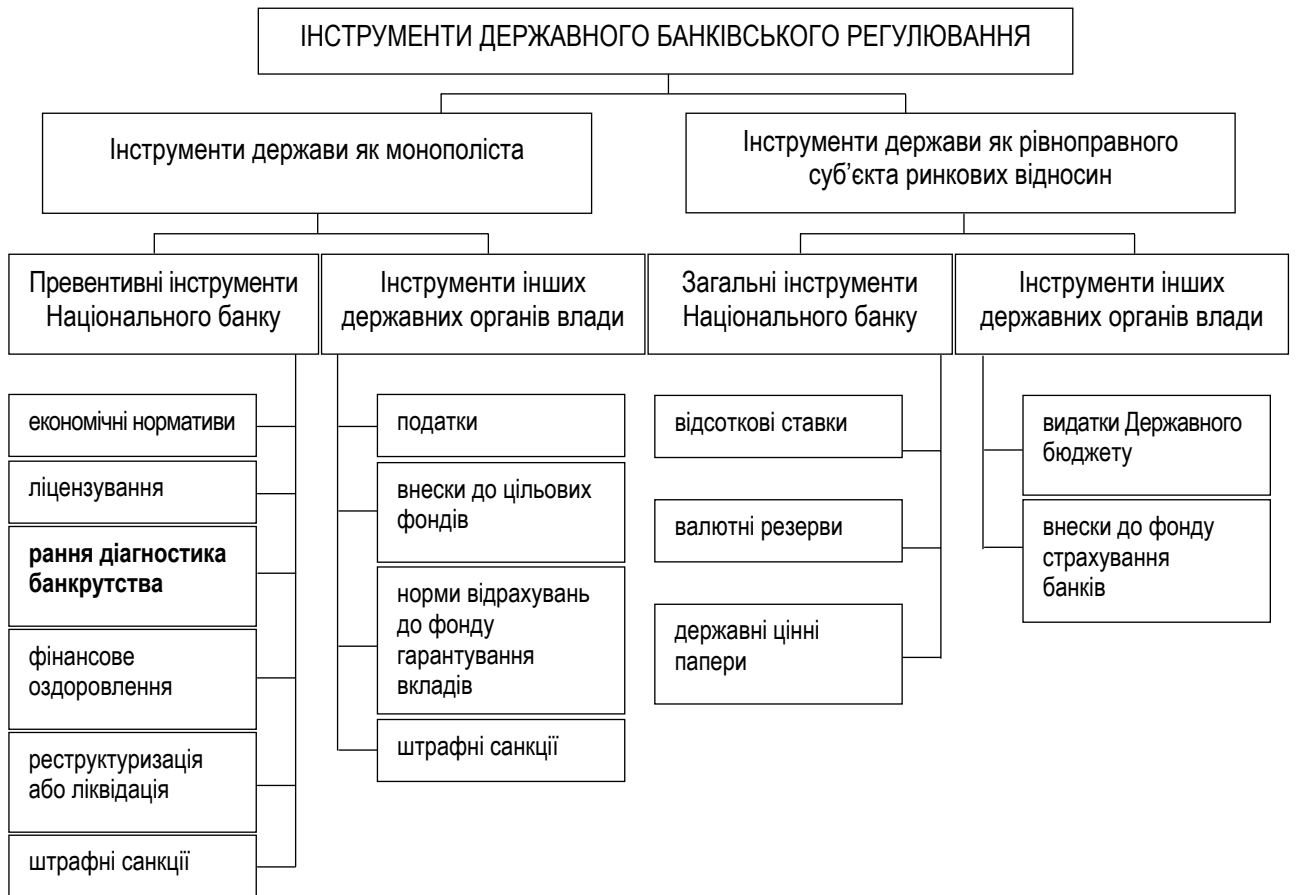 ІНСТРУМЕНТИ ДЕРЖАВНОГО БАНКІВСЬКОГО РЕГУЛЮВАННЯ
Інструменти держави як монополіста
Інструменти держави як рівноправного
суб’єкта ринкових відносин
Превентивні інструменти
Національного банку
Інструменти інших
державних органів влади
Загальні інструменти
Національного банку
Інструменти інших
державних органів влади
економічні нормативи
ліцензування
рання діагностика
банкрутства
фінансове
оздоровлення
реструктуризація
або ліквідація
штрафні санкції
податки
внески до цільових
фондів
норми відрахувань
до фонду
гарантування
вкладів
штрафні санкції
відсоткові ставки
валютні резерви
державні цінні
папери
видатки Державного
бюджету
внески до фонду
страхування
банків